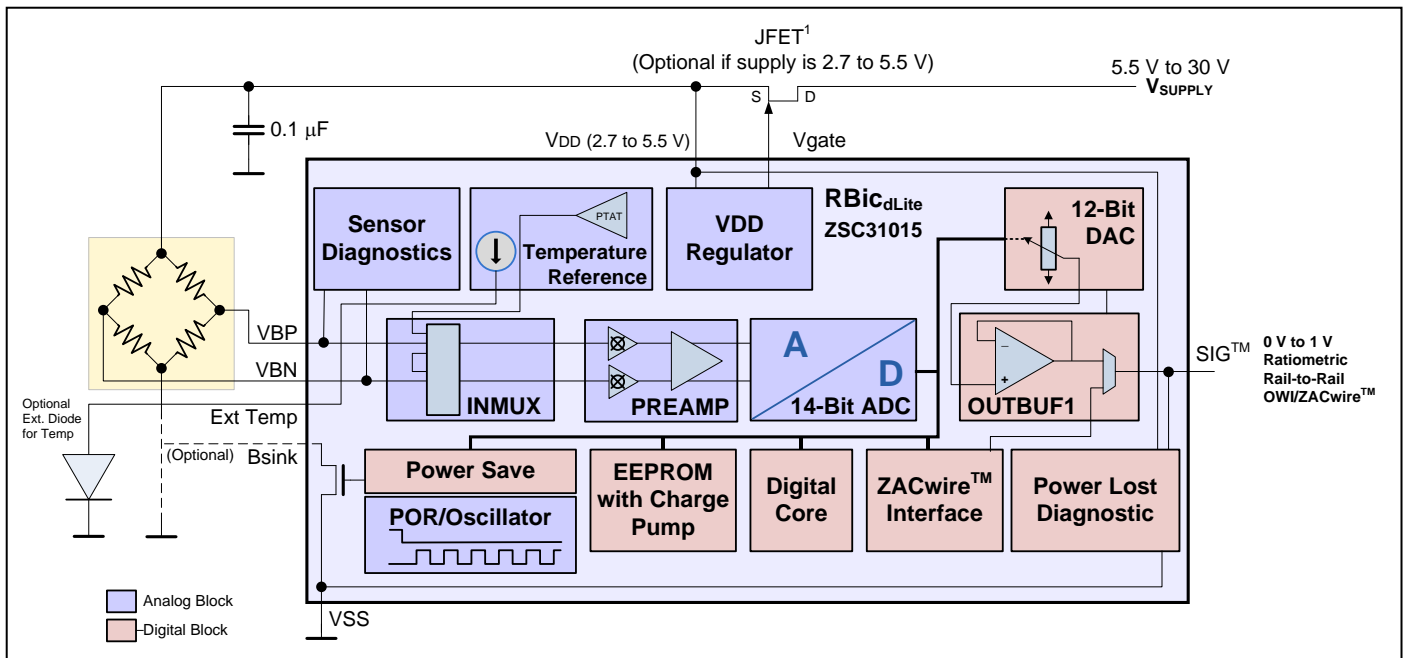 JFET1
(Optional if supply is 2.7 to 5.5 V)
5.5 V to 30 V
VSUPPLY
S
D
0.1 µF
VDD (2.7 to 5.5 V)
Vgate
Sensor
Diagnostics
PTAT
Temperature
Reference
VDD
Regulator
RBicdLite
ZSC31015
12-Bit
DAC
VBP
VBN
INMUX
PREAMP
A
D
14-Bit ADC
OUTBUF1
SIG™
0 V to 1 V
Ratiometric
Rail-to-Rail
OWI/ZACwire™
Optional
Ext. Diode
for Temp
Ext Temp
(Optional)
Bsink
Power Save
POR/Oscillator
EEPROM
with Charge
Pump
Digital
Core
ZACwire™
Interface
Power Lost
Diagnostic
Analog Block
Digital Block
VSS